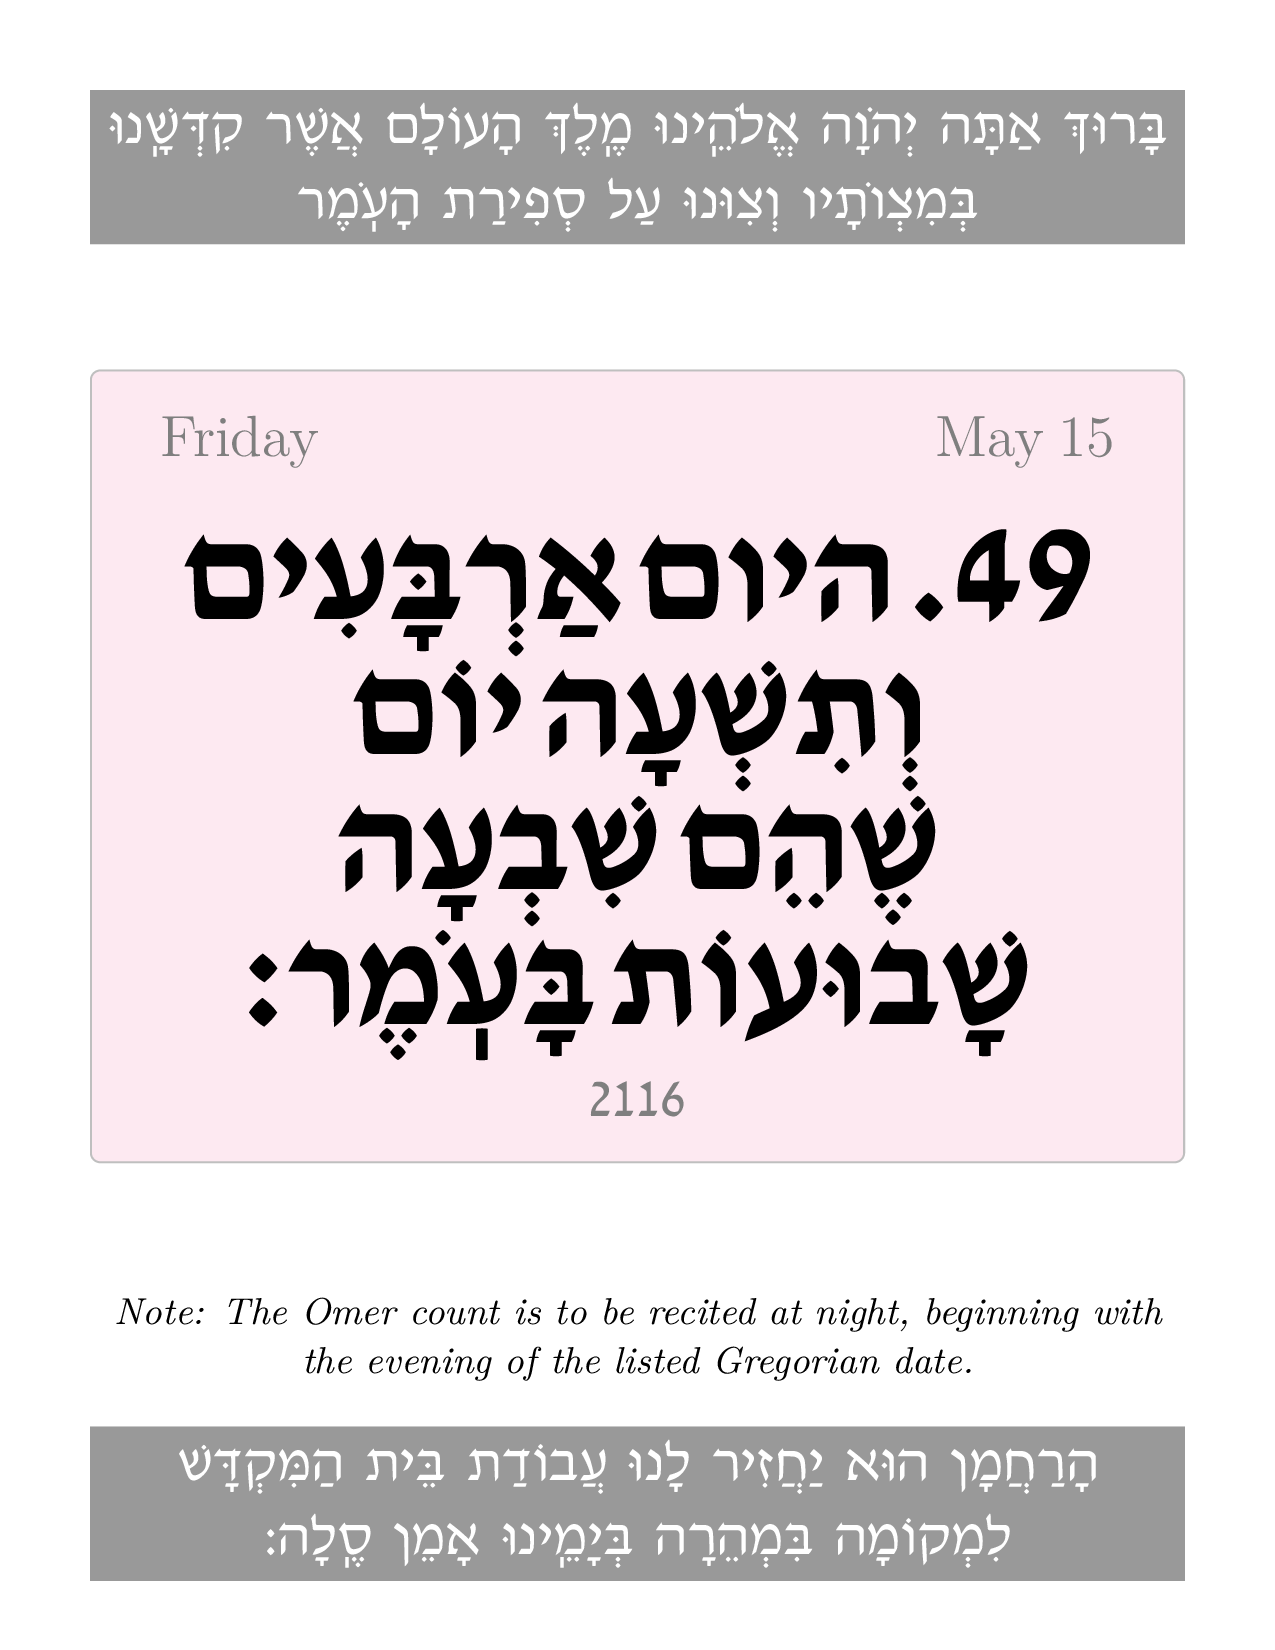 בָּרוּךְ אַתָּה יְהֹוָה אֱלֹהֵֽינוּ מֶֽלֶךְ הָעוֹלָם אֲשֶׁר קִדְּשָֽׁנוּ
בְּמִצְוֹתָיו וְצִוּנוּ עַל סְפִירַת הָעֹֽמֶר
Friday May 15
49. היום אַרְבָּעִים
וְתִשְׁעָה יוֹם
שֶׁהֵם שִׁבְעָה
שָׁבוּעוֹת בָּעֹֽמֶר:
2116
Note: The Omer count is to be recited at night, beginning with
the evening of the listed Gregorian date.
הָרַחֲמָן הוּא יַחֲזִיר לָנוּ עֲבוֹדַת בֵּית הַמִּקְדָּשׁ
לִמְקוֹמָה בִּמְהֵרָה בְּיָמֵֽינוּ אָמֵן סֶֽלָה: